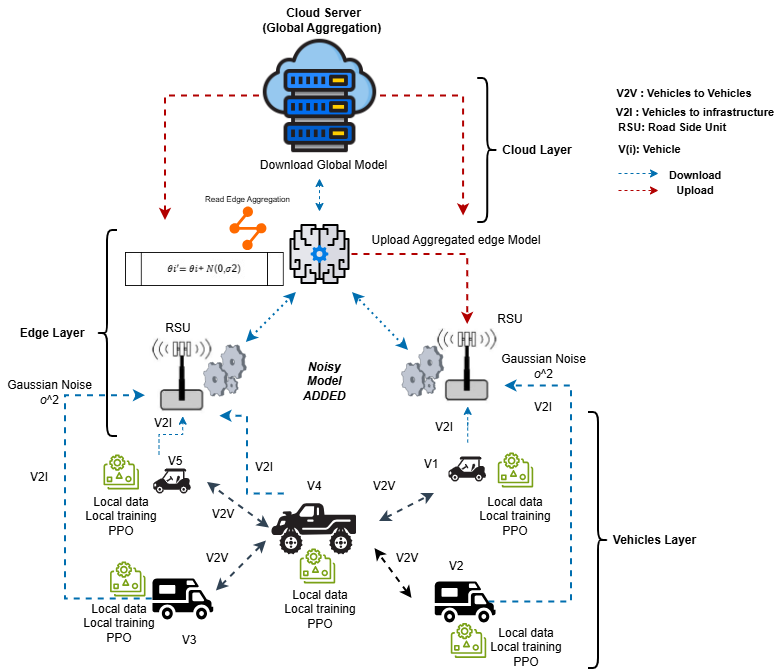 Cloud Server
(Global Aggregation)
V2V : Vehicles to Vehicles
V2I : Vehicles to infrastructure
RSU: Road Side Unit
V(i): Vehicle
Download
Upload
Cloud Layer
Download Global Model
Read Edge Aggregation
Upload Aggregated edge Model
θi′= θi+ N(0,σ2)
Edge Layer
RSU
RSU
Noisy
Model
ADDED
Gaussian Noise
o^2
Gaussian Noise
o^2
V2I
V2I
V2I
V2I
V2I
V2I
V5
V4
V1
V2V
V2V
V2V
V2V
Local data
Local training
PPO
Local data
Local training
PPO
Vehicles Layer
V2
Local data
Local training
PPO
V3
Local data
Local training
PPO
Local data
Local training
PPO